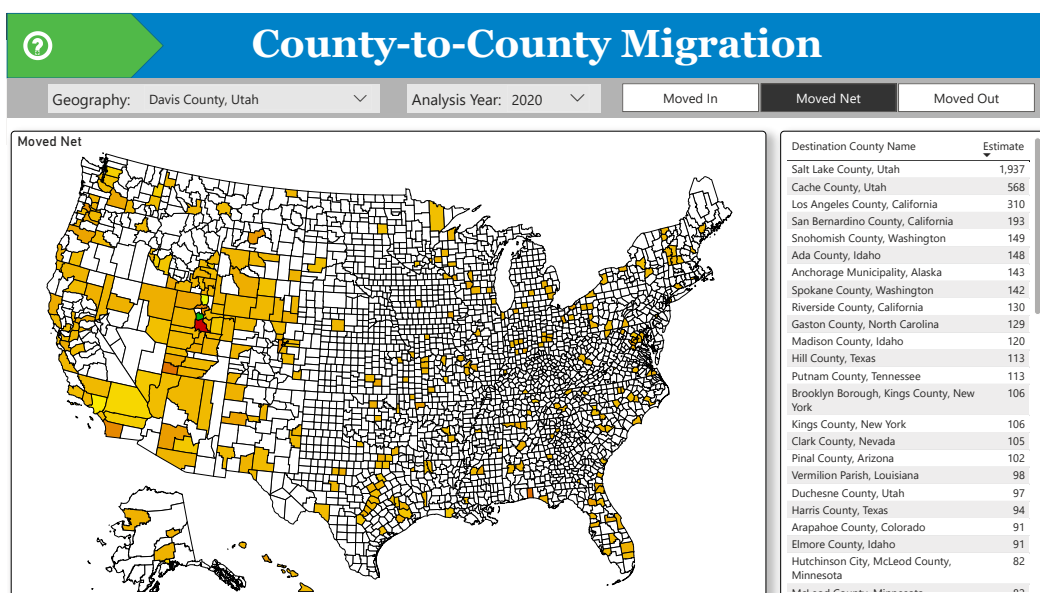 County-to-County Migration
Geography: Davis County, Utah
Analysis Year: 2020
Moved In
Moved Net
Moved Out
Moved Net
Destination County Name Estimate
Salt Lake County, Utah 1,937
Cache County, Utah 568
Los Angeles County, California 310
San Bernardino County, California 193
Snohomish County, Washington 149
Ada County, Idaho 148
Anchorage Municipality, Alaska 143
Spokane County, Washington 142
Riverside County, California 130
Gaston County, North Carolina 129
Madison County, Idaho 120
Hill County, Texas 113
Putnam County, Tennessee 113
Brooklyn Borough, Kings County, New 106
York
Kings County, New York 106
Clark County, Nevada 105
Pinal County, Arizona 102
Vermilion Parish, Louisiana 98
Duchesne County, Utah 97
Harris County, Texas 94
Arapahoe County, Colorado 91
Elmore County, Idaho 91
Hutchinson City, McLeod County, 82
Minnesota
McLeod County, Minnesota 82